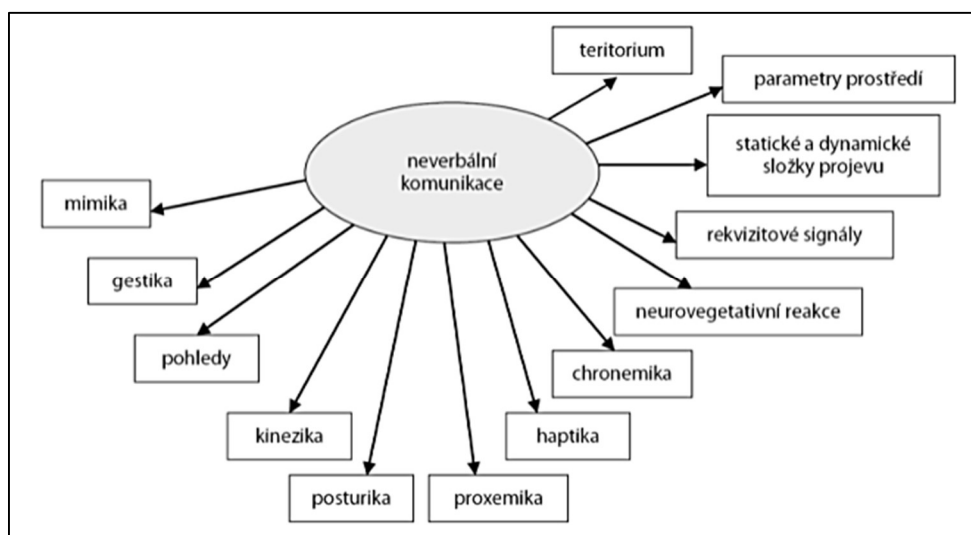 teritorium
parametry prostředí
statické a dynamické
složky projevu
neverbální
komunikace
mimika
rekvizitové signály
gestika
neurovegetativní reakce
pohledy
chronemika
kinezika
haptika
posturika
proxemika